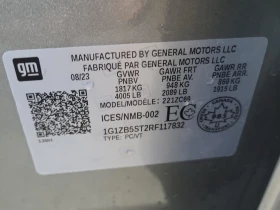 gm
MANUFACTURED BY GENERAL MOTORS LLC
FABRIQUÉ PAR GENERAL MOTORS LLC
08/23 GVWR GAWR FRT GAWR RR
PNBV PNBE AV. PNBE ARR.
1817 KG 948 KG 898 KG
4005 LB 2089 LB
MODEL/MODÈLE: 221ZC69
ICES/NMB-002 EC
1G1ZB5ST2RF117832
TYPE: PC/VT